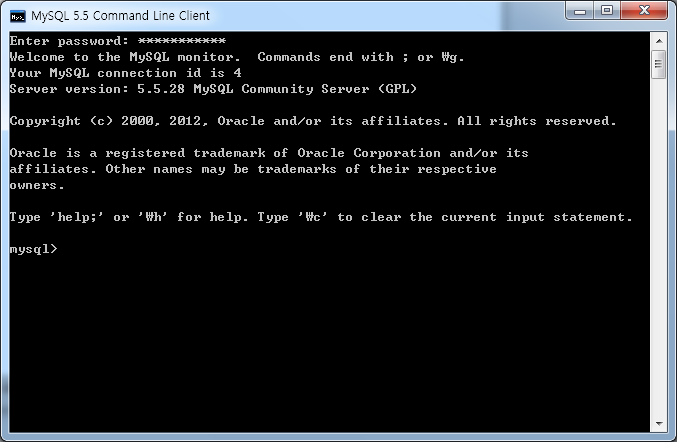 MySQL 5.5 Command Line Client
Enter password: ***********
Welcome to the MySQL monitor.  Commands end with ; or ₩g.
Your MySQL connection id is 4
Server version: 5.5.28 MySQL Community Server (GPL)
Copyright (c) 2000, 2012, Oracle and/or its affiliates. All rights reserved.
Oracle is a registered trademark of Oracle Corporation and/or its
affiliates. Other names may be trademarks of their respective
owners.
Type 'help;' or '₩h' for help. Type '₩c' to clear the current input statement.
mysql>